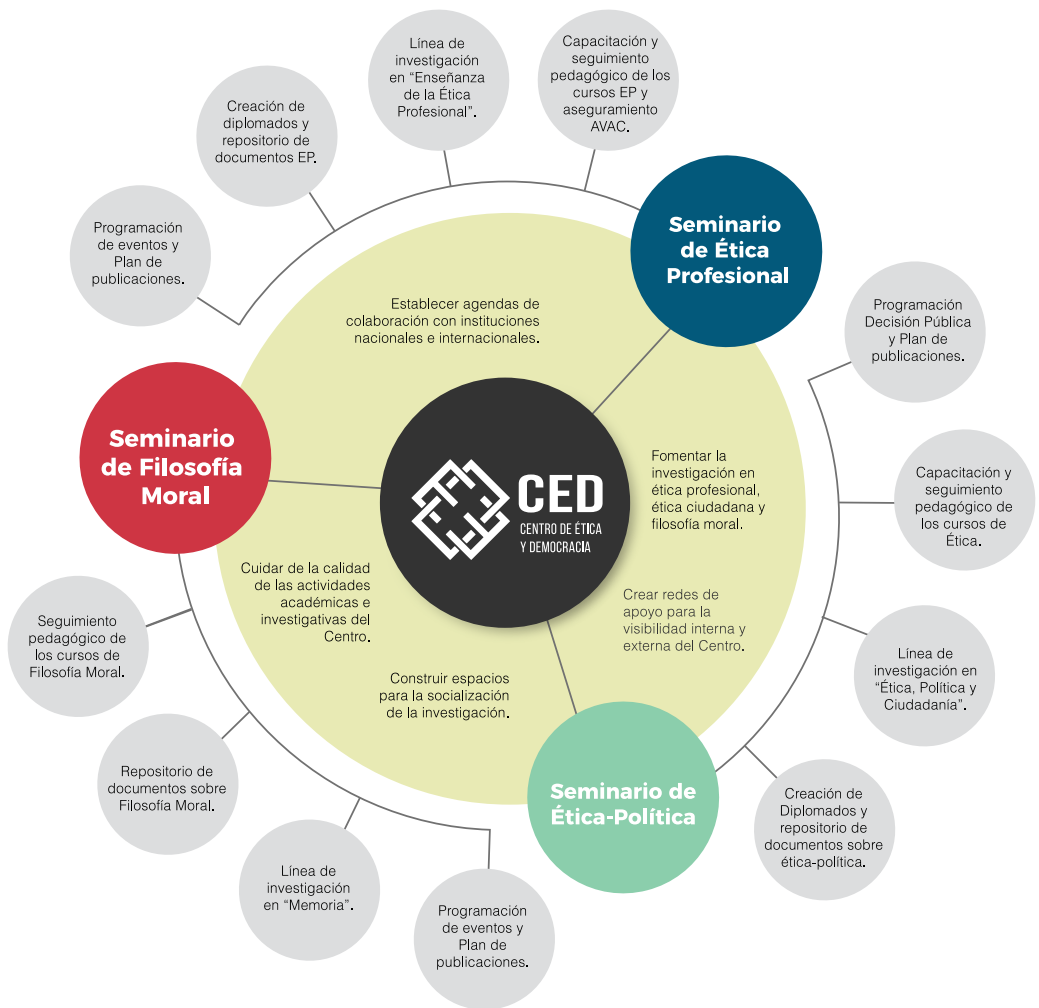 Línea de
investigación
en “Enseñanza
de la Ética
Profesional”.
Capacitación y
seguimiento
pedagógico de los
cursos EP y
aseguramiento
AVAC.
Creación de
diplomados y
repositorio de
documentos EP.
Programación
de eventos y
Plan de
publicaciones.
Seminario
de Ética
Profesional
Establecer agendas de
colaboración con instituciones
nacionales e internacionales.
Programación
Decisión Pública
y Plan de
publicaciones.
Seminario
de Filosofía
Moral
CED
CENTRO DE ÉTICA
Y DEMOCRACIA
Fomentar la
investigación en
ética profesional,
ética ciudadana y
filosofía moral.
Capacitación y
seguimiento
pedagógico de
los cursos de
Ética.
Cuidar de la calidad
de las actividades
académicas e
investigativas del
Centro.
Crear redes de
apoyo para la
visibilidad interna y
externa del Centro.
Seguimiento
pedagógico de
los cursos de
Filosofía Moral.
Línea de
investigación en
“Ética, Política y
Ciudadanía”.
Construir espacios
para la socialización
de la investigación.
Repositorio de
documentos sobre
Filosofía Moral.
Seminario de
Ética-Política
Creación de
Diplomados y
repositorio de
documentos sobre
ética-política.
Línea de
investigación
en “Memoria”.
Programación
de eventos y
Plan de
publicaciones.